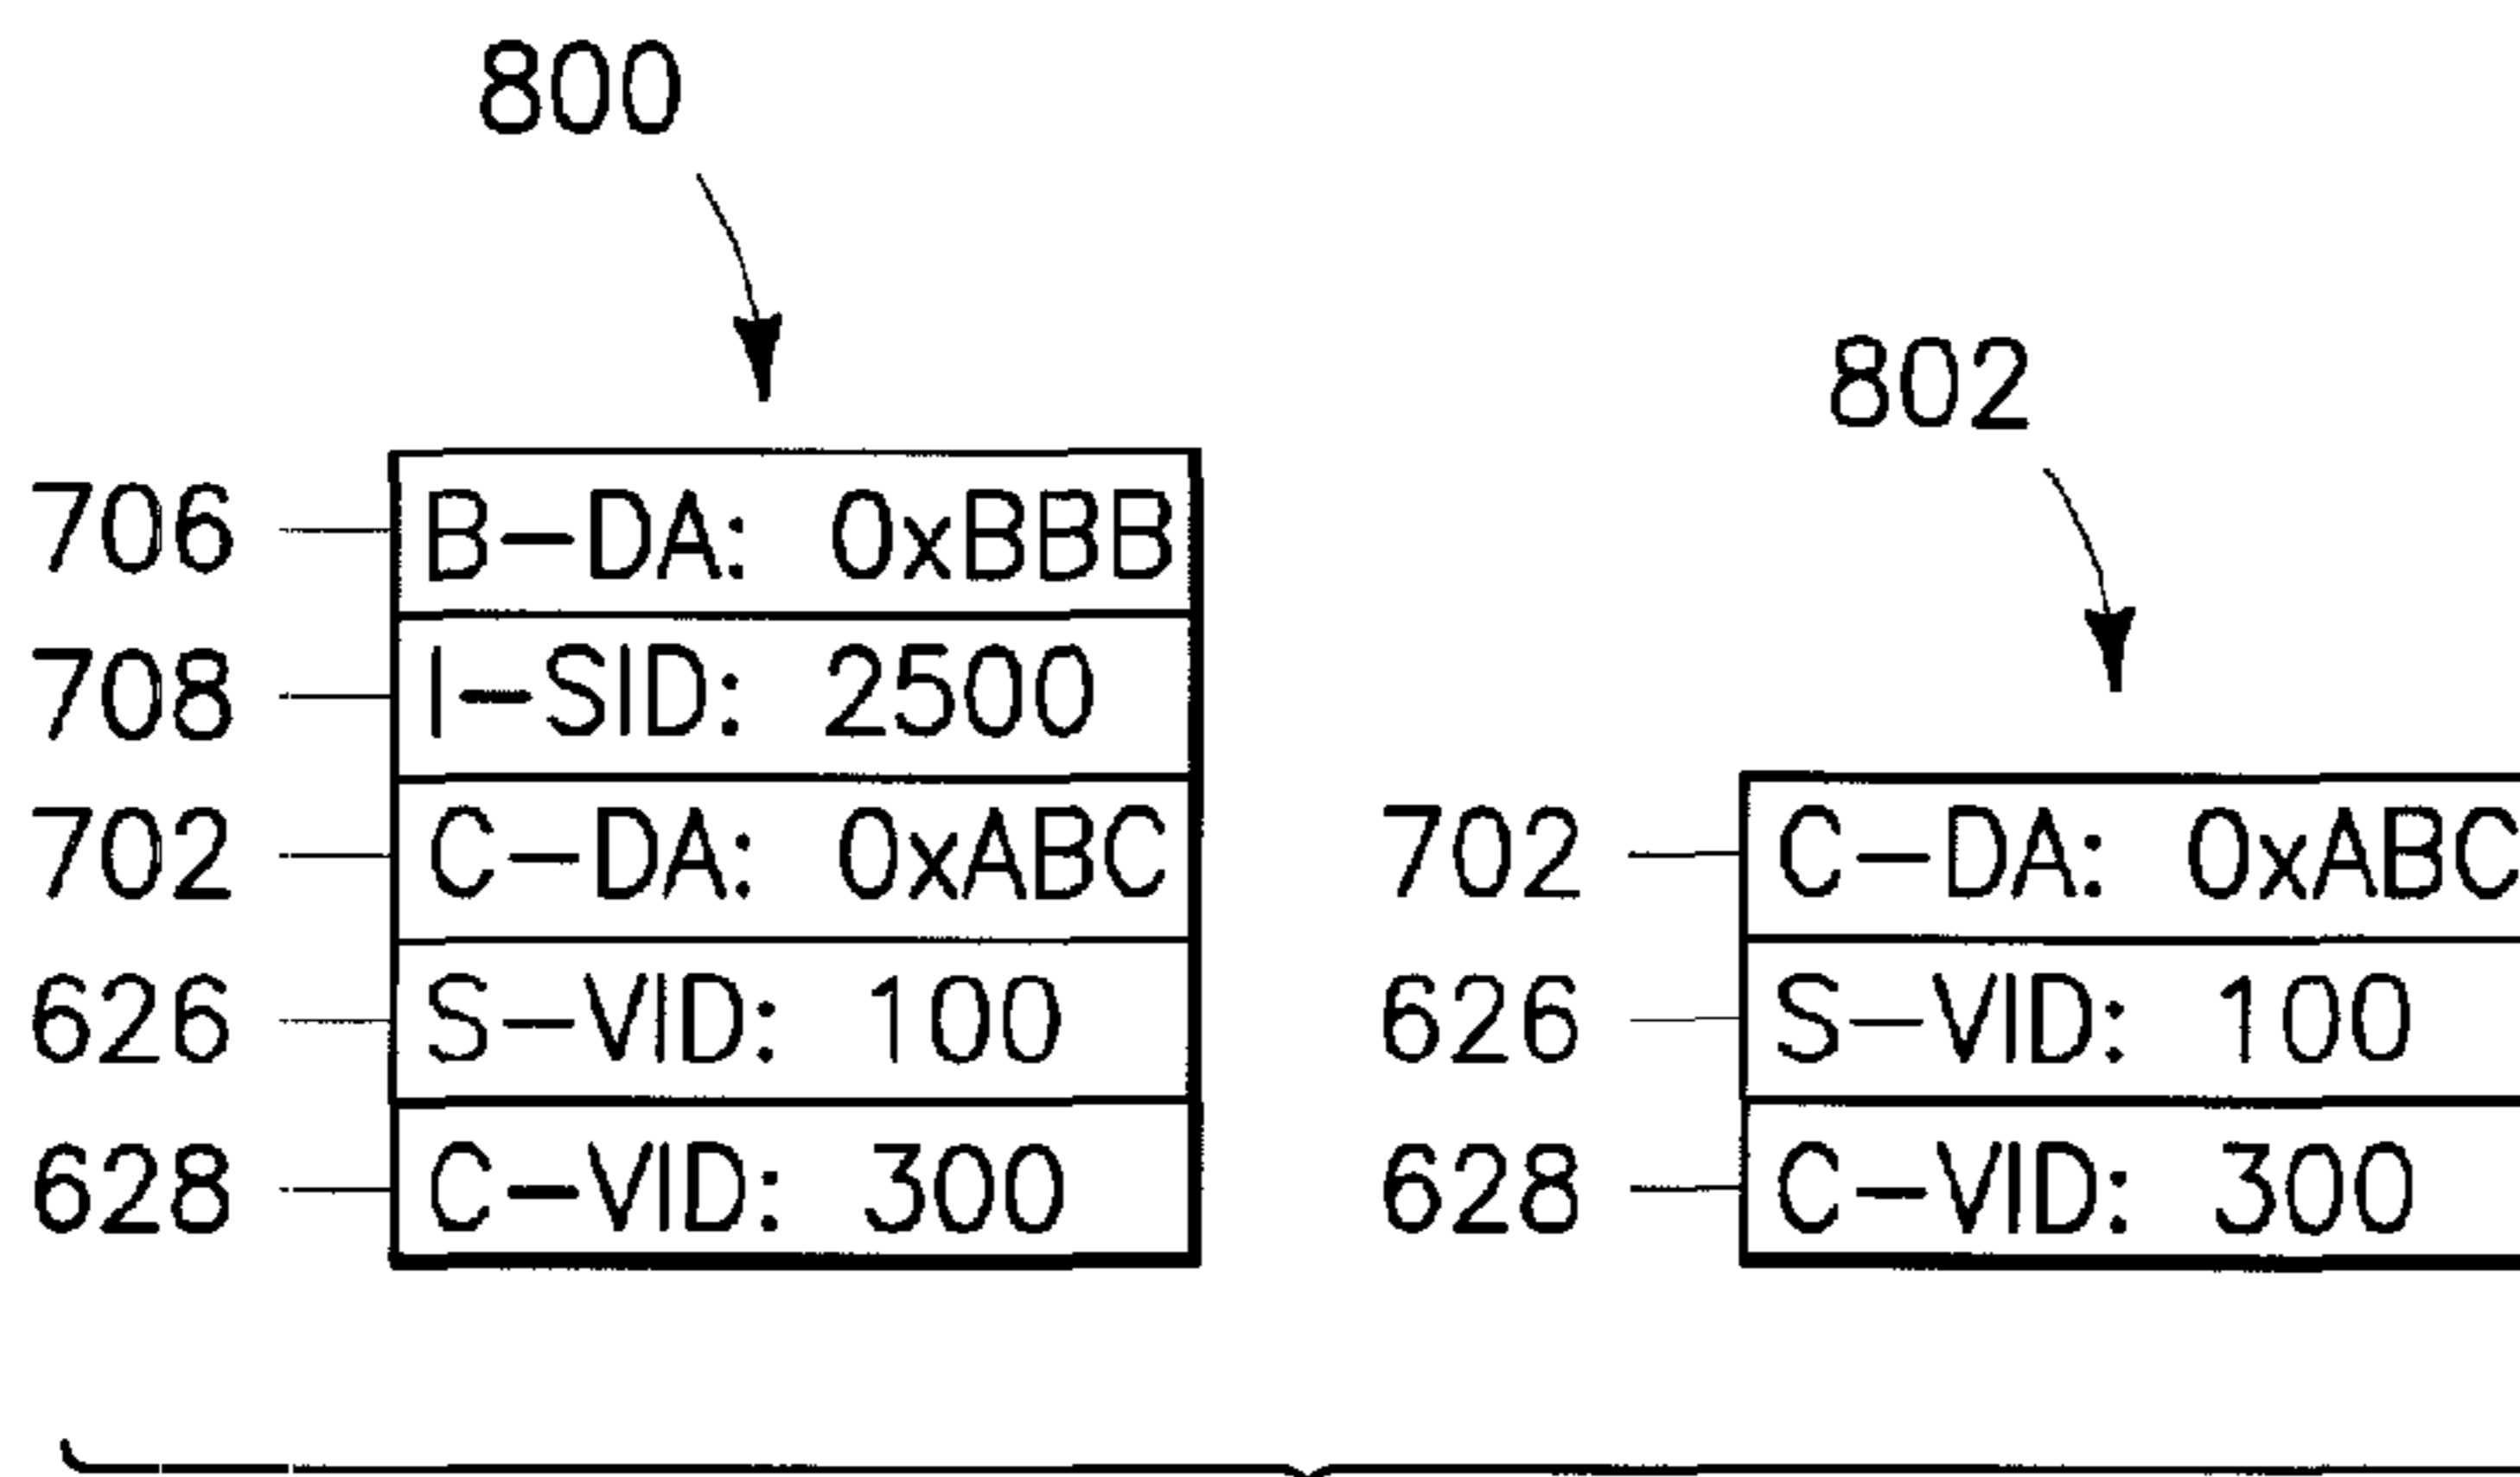 800
706 B-DA: 0xBBB
708 I-SID: 2500
702 C-DA: 0xABC
626 S-VID: 100
628 C-VID: 300
802
702 C-DA: 0xABC
626 S-VID: 100
628 C-VID: 300